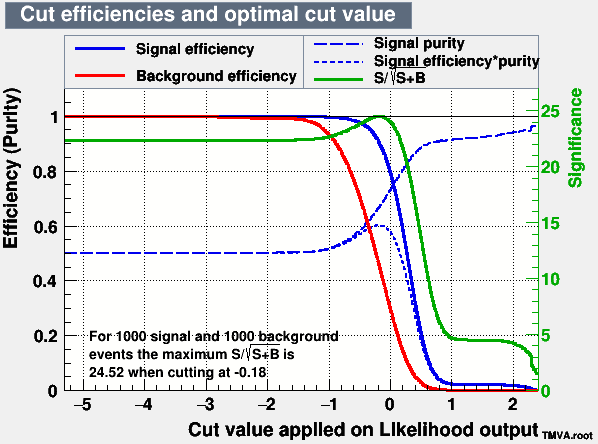 Cut efficiencies and optimal cut value
Signal efficiency
Background efficiency
Signal purity
Signal efficiency*purity
S/√S+B
Efficiency (Purity)
1
0.8
0.6
0.4
0.2
0
Significance
25
20
15
10
5
0
For 1000 signal and 1000 background
events the maximum S/√S+B is
24.52 when cutting at -0.18
−5 −4 −3 −2 −1 0 1 2
Cut value applied on LIkelihood output
TMVA.root